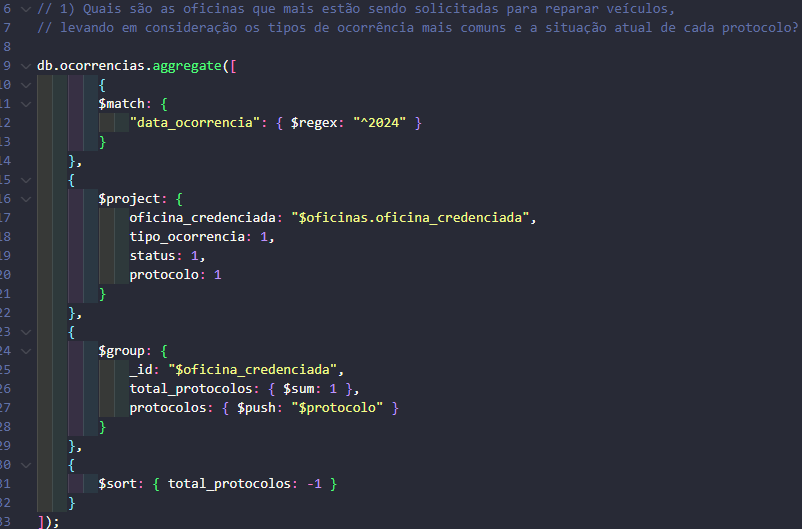 6 // 1) Quais são as oficinas que mais estão sendo solicitadas para reparar veículos,
7 // levando em consideração os tipos de ocorrência mais comuns e a situação atual de cada protocolo?
8
9 db.ocorrencias.aggregate([
10 {
11 $match: {
12 "data_ocorrencia": { $regex: "^2024" }
13 }
14 },
15 {
16 $project: {
17 oficina_credenciada: "$oficinas.oficina_credenciada",
18 tipo_ocorrencia: 1,
19 status: 1,
20 protocolo: 1
21 }
22 },
23 {
24 $group: {
25 _id: "$oficina_credenciada",
26 total_protocolos: { $sum: 1 },
27 protocolos: { $push: "$protocolo" }
28 }
29 },
30 {
31 $sort: { total_protocolos: -1 }
32 }
33 ]);